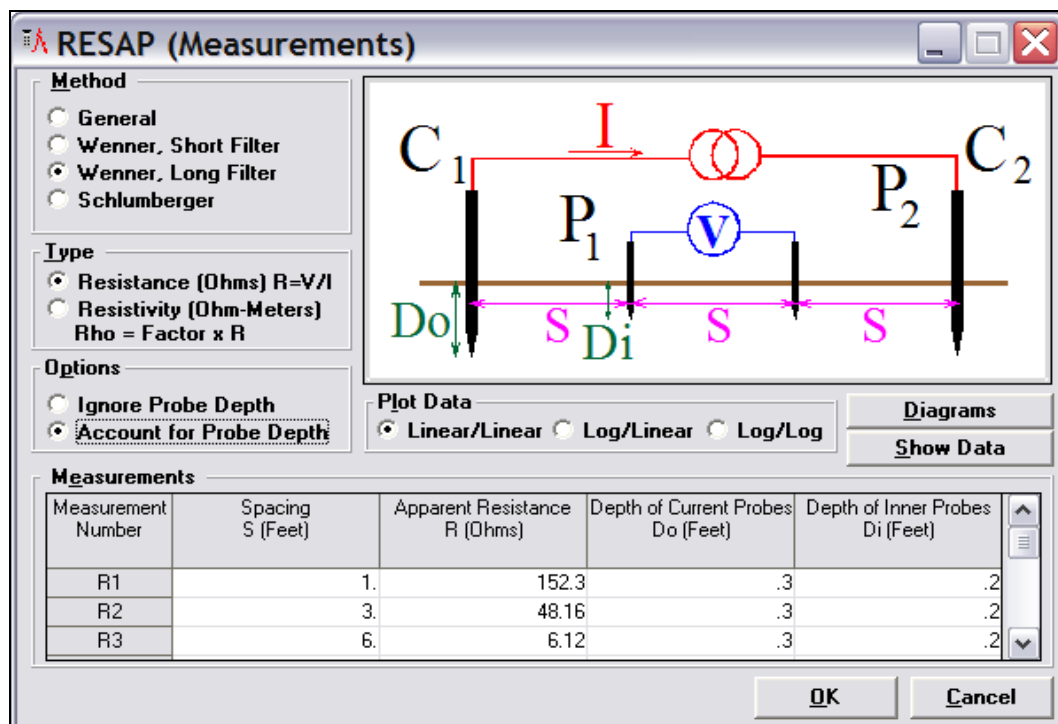 RESAP (Measurements)
Method
General
Wenner, Short Filter
Wenner, Long Filter
Schlumberger
Type
Resistance (Ohms) R=V/I
Resistivity (Ohm-Meters)
Rho = Factor x R
Options
Ignore Probe Depth
Account for Probe Depth
C1
I
C2
P1
V
P2
Do
S
Di
S
S
Plot Data
Linear/Linear
Log/Linear
Log/Log
Diagrams
Show Data
Measurements
Measurement Number
Spacing S (Feet)
Apparent Resistance R (Ohms)
Depth of Current Probes Do (Feet)
Depth of Inner Probes Di (Feet)
R1 1. 152.3 .3 .2
R2 3. 48.16 .3 .2
R3 6. 6.12 .3 .2
OK
Cancel